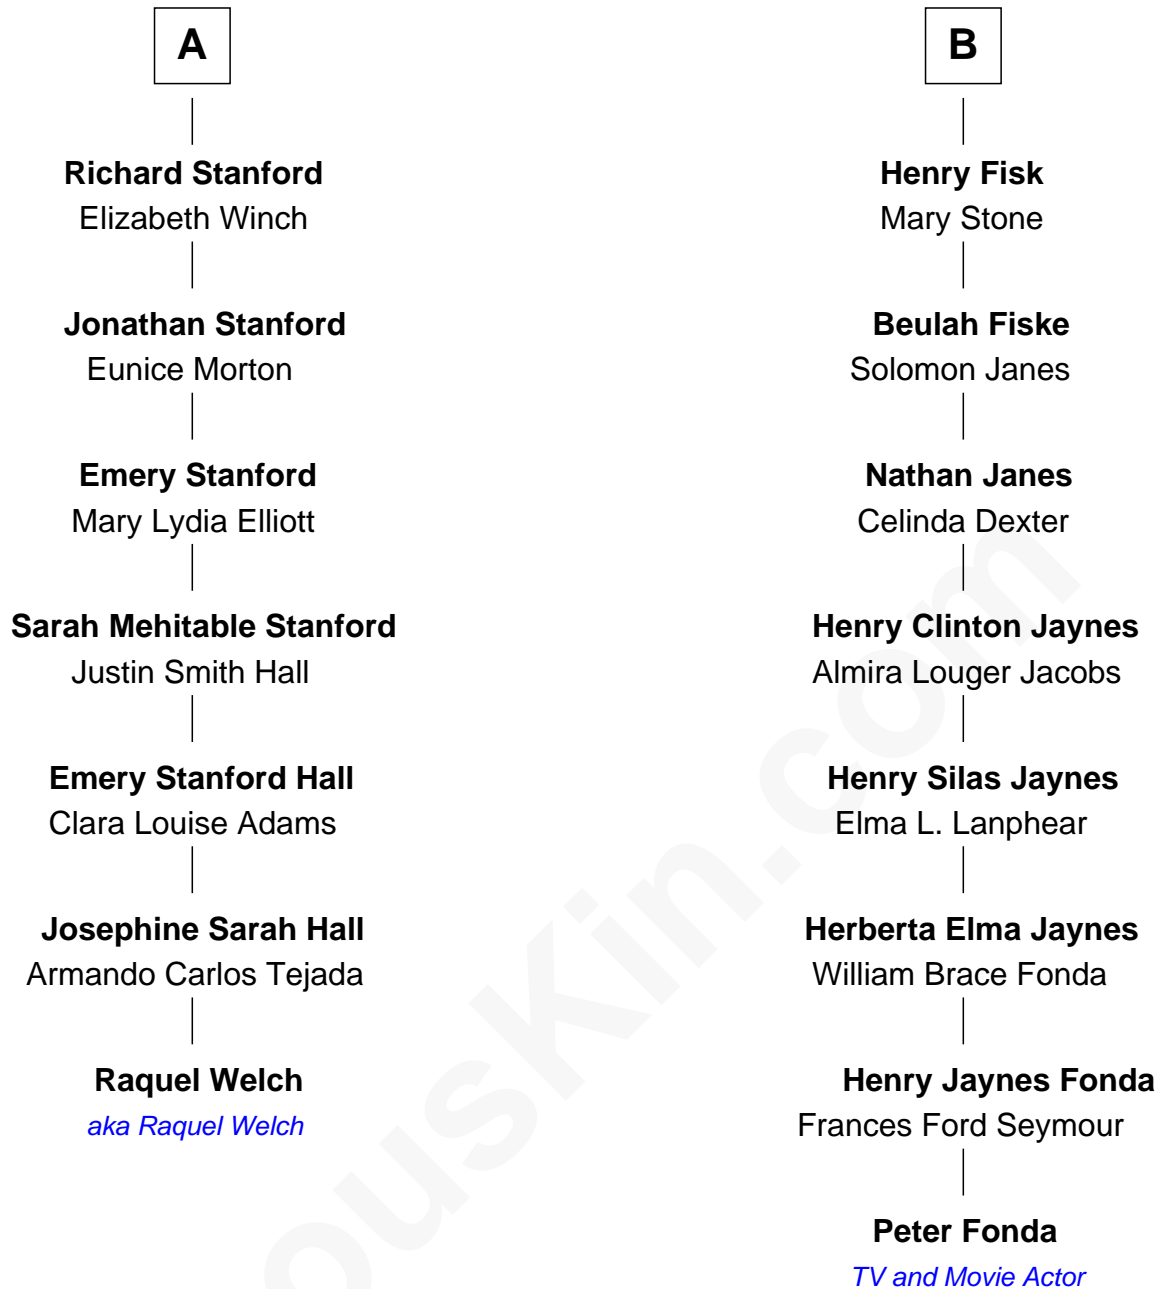 A
Richard Stanford
Elizabeth Winch
Jonathan Stanford
Eunice Morton
Emery Stanford
Mary Lydia Elliott
Sarah Mehitable Stanford
Justin Smith Hall
Emery Stanford Hall
Clara Louise Adams
Josephine Sarah Hall
Armando Carlos Tejada
Raquel Welch
aka Raquel Welch
B
Henry Fisk
Mary Stone
Beulah Fiske
Solomon Janes
Nathan Janes
Celinda Dexter
Henry Clinton Jaynes
Almira Louger Jacobs
Henry Silas Jaynes
Elma L. Lanphear
Herberta Elma Jaynes
William Brace Fonda
Henry Jaynes Fonda
Frances Ford Seymour
Peter Fonda
TV and Movie Actor
ousKin.com